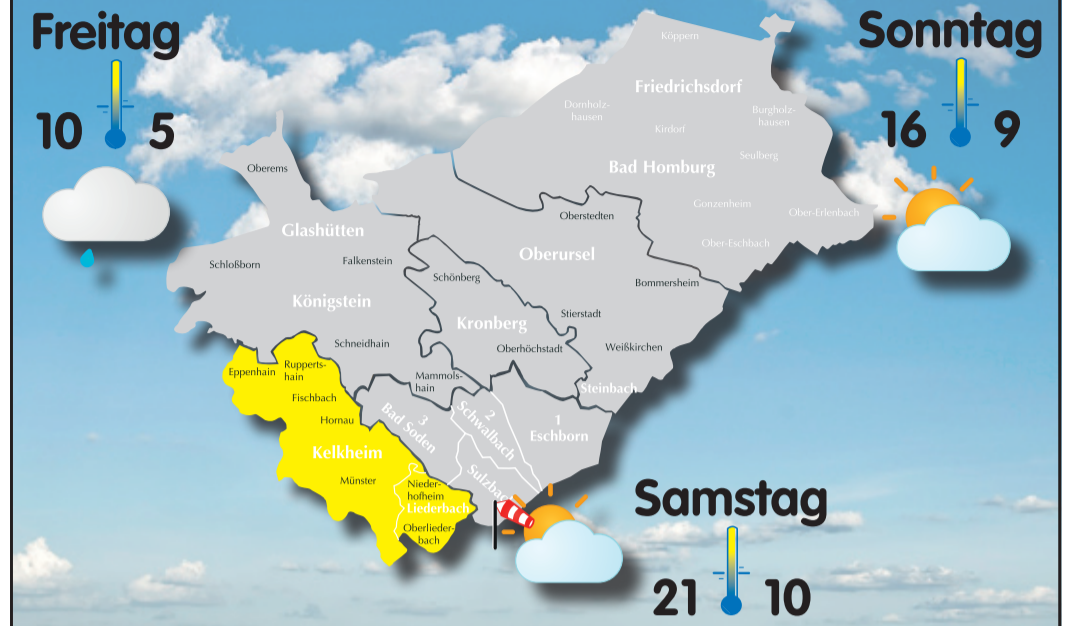 Freitag
10 5
Sonntag
16 9
Köppern
Friedrichsdorf
Dornholz-
hausen
Burgholz-
hausen
Kirdorf
Seulberg
Bad Homburg
Gonzenheim
Ober-Erlenbach
Ober-Eschbach
Oberems
Oberstedten
Glashütten
Oberursel
Schloßborn
Falkenstein
Schönberg
Bommersheim
Königstein
Stierstadt
Kronberg
Schneidhain
Oberhöchstadt
Weißkirchen
Eppenhain
Rupperts-
hain
Mammols-
hain
Steinbach
Fischbach
Hornau
3
Bad Soden
2
Schwalbach
1
Eschborn
Kelkheim
Münster
Sulzbach
Nieder-
hofheim
Liederbach
Oberlieder-
bach
Samstag
21 10